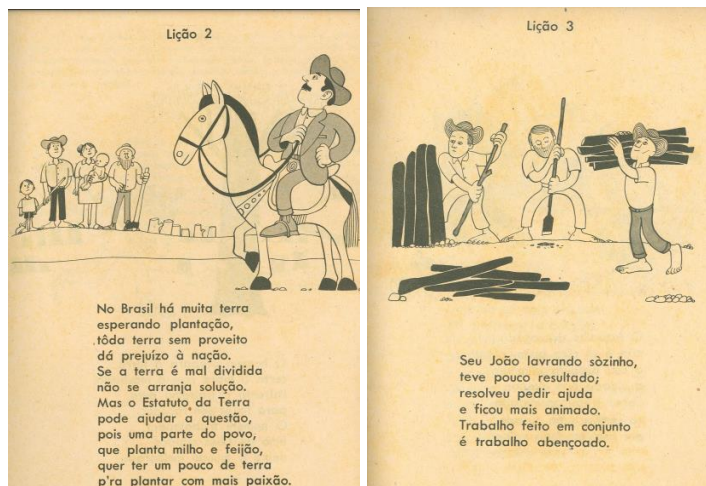 Lição 2
No Brasil há muita terra
esperando plantação,
tôda terra sem proveito
dá prejuízo à nação.
Se a terra é mal dividida
não se arranja solução.
Mas o Estatuto da Terra
pode ajudar a questão,
pois uma parte do povo,
que planta milho e feijão,
quer ter um pouco de terra
p'ra plantar com mais paixão.
Lição 3
Seu João lavrando sòzinho,
teve pouco resultado;
resolveu pedir ajuda
e ficou mais animado.
Trabalho feito em conjunto
é trabalho abençoado.